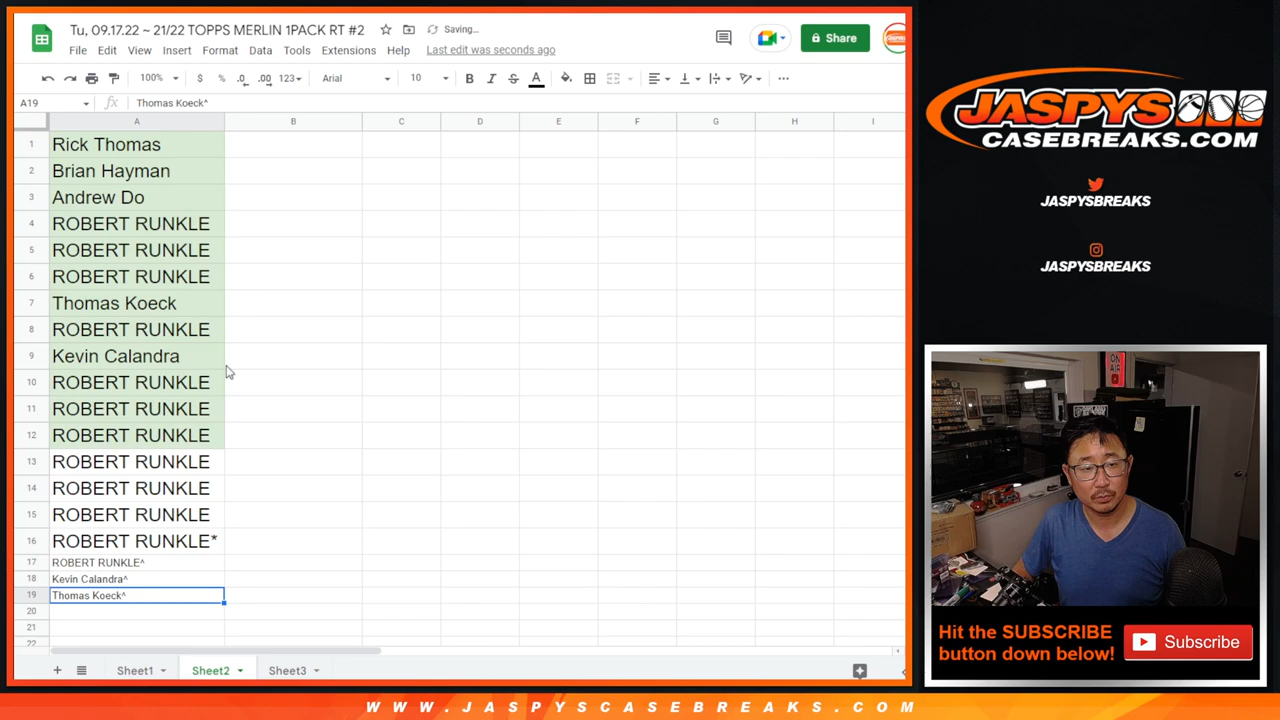 Tu, 09.17.22 ~ 21/22 TOPPS MERLIN 1PACK RT #2
Saving...
File Edit View Insert Format Data Tools Extensions Help
Last edit was seconds ago
Share
100% $ % .0 .00 123 Arial 10 B I S A
A19 fx Thomas Koeck^
A B C D E F G H I
1 Rick Thomas
2 Brian Hayman
3 Andrew Do
4 ROBERT RUNKLE
5 ROBERT RUNKLE
6 ROBERT RUNKLE
7 Thomas Koeck
8 ROBERT RUNKLE
9 Kevin Calandra
10 ROBERT RUNKLE
11 ROBERT RUNKLE
12 ROBERT RUNKLE
13 ROBERT RUNKLE
14 ROBERT RUNKLE
15 ROBERT RUNKLE
16 ROBERT RUNKLE*
17 ROBERT RUNKLE^
18 Kevin Calandra^
19 Thomas Koeck^
20
21
22
+ Sheet1 Sheet2 Sheet3
JASPYS
CASEBREAKS.COM
JASPYSBREAKS
JASPYSBREAKS
ON
AIR
Hit the SUBSCRIBE
button down below!
Subscribe
WWW.JASPYSCASEBREAKS.COM